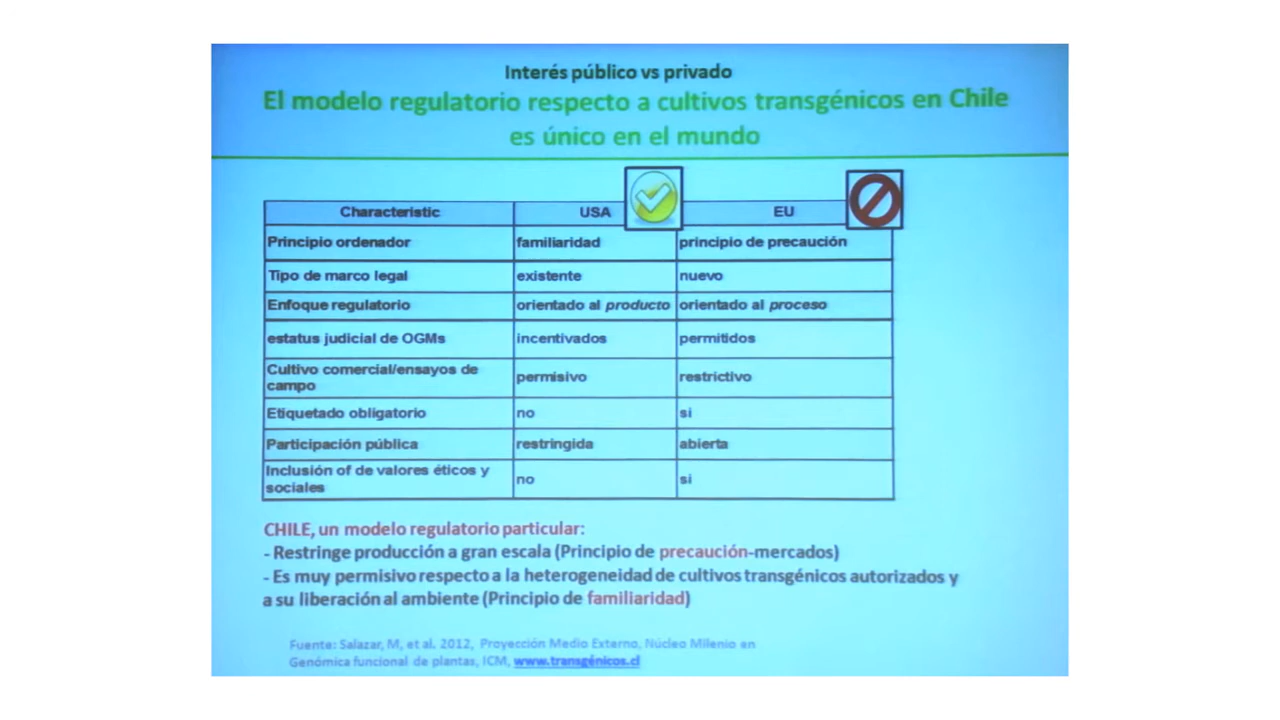 Interés público vs privado
El modelo regulatorio respecto a cultivos transgénicos en Chile
es único en el mundo
Characteristic USA EU
Principio ordenador familiaridad principio de precaución
Tipo de marco legal existente nuevo
Enfoque regulatorio orientado al producto orientado al proceso
estatus judicial de OGMs incentivados permitidos
Cultivo comercial/ensayos de
campo permisivo restrictivo
Etiquetado obligatorio no si
Participación pública restringida abierta
Inclusión of de valores éticos y
sociales no si
CHILE, un modelo regulatorio particular:
- Restringe producción a gran escala (Principio de precaución-mercados)
- Es muy permisivo respecto a la heterogeneidad de cultivos transgénicos autorizados y
a su liberación al ambiente (Principio de familiaridad)
Fuente: Salazar, M, et al. 2012, Proyección Medio Externo, Núcleo Milenio en
Genómica funcional de plantas, ICM, www.transgénicos.cl